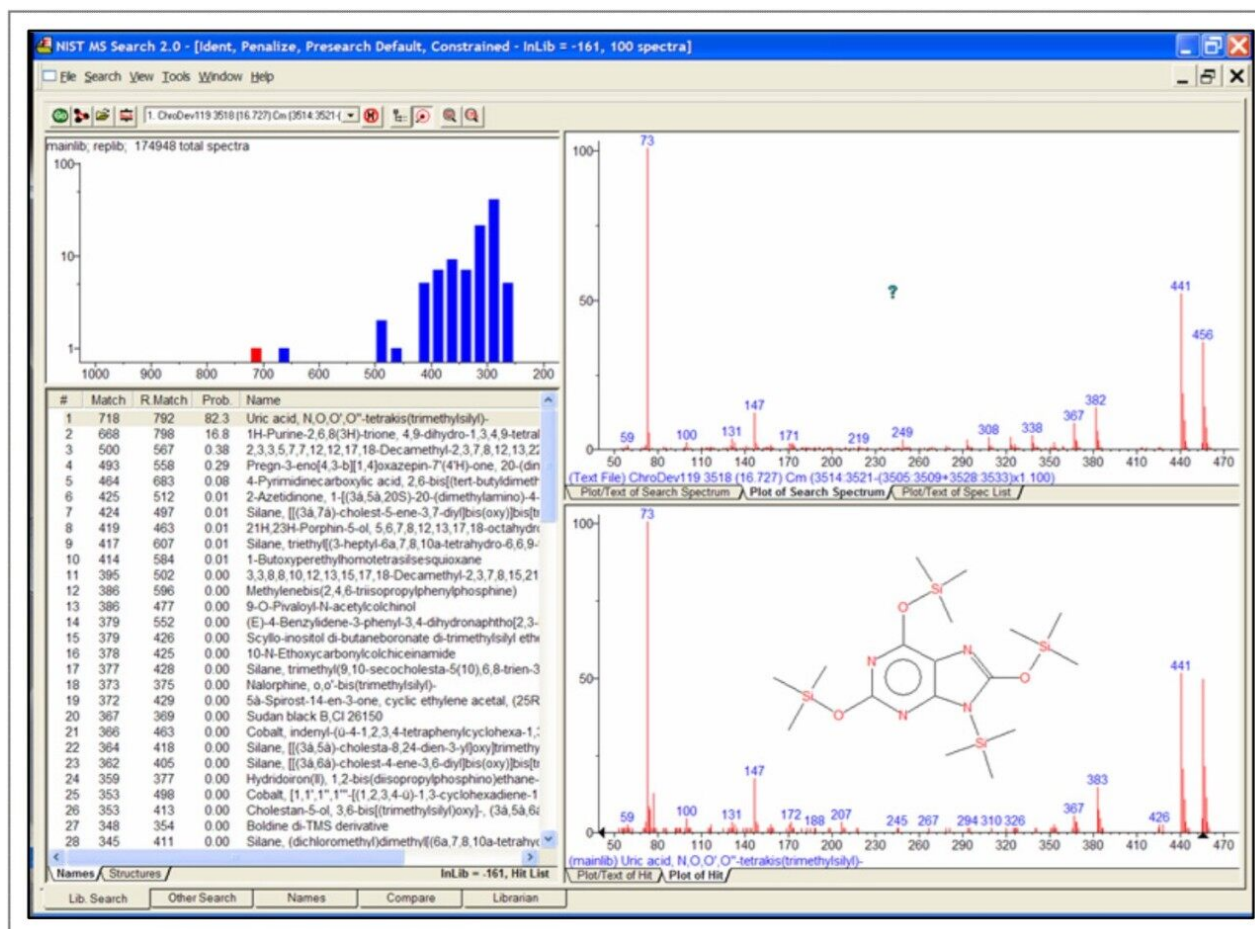 NIST MS Search 2.0 - [Ident, Penalize, Presearch Default, Constrained - InLib = -161, 100 spectra]
File Search View Tools Window Help
1. ChroDev119 3518 (16.727) Cm (3514:3521-(
mainlib; replib; 174948 total spectra
100
10
1
1000 900 800 700 600 500 400 300 200
# Match R.Match Prob. Name
1 718 792 82.3 Uric acid, N,O,O',O''-tetrakis(trimethylsilyl)-
2 668 798 16.8 1H-Purine-2,6,8(3H)-trione, 4,9-dihydro-1,3,4,9-tetral
3 500 567 0.38 2,3,3,5,7,7,12,12,17,18-Decamethyl-2,3,7,8,12,13,22
4 493 558 0.29 Pregn-3-eno[4,3-b][1,4]oxazepin-7'(4'H)-one, 20-(din
5 464 683 0.08 4-Pyrimidinecarboxylic acid, 2,6-bis[(tert-butyldimeth
6 425 512 0.01 2-Azetidinone, 1-[(3á,5à,20S)-20-(dimethylamino)-4-
7 424 497 0.01 Silane, [[(3á,7à)-cholest-5-ene-3,7-diyl]bis(oxy)]bis[tr
8 419 463 0.01 21H,23H-Porphin-5-ol, 5,6,7,8,12,13,17,18-octahydr
9 417 607 0.01 Silane, triethyl[(3-heptyl-6a,7,8,10a-tetrahydro-6,6,9-
10 414 584 0.01 1-Butoxyperethylhomotetrasilsesquioxane
11 395 502 0.00 3,3,8,8,10,12,13,15,17,18-Decamethyl-2,3,7,8,15,21
12 386 596 0.00 Methylenebis(2,4,6-triisopropylphenylphosphine)
13 386 477 0.00 9-O-Pivaloyl-N-acetylcolchinol
14 379 552 0.00 (E)-4-Benzylidene-3-phenyl-3,4-dihydronaphtho[2,3-
15 379 426 0.00 Scyllo-inositol di-butaneboronate di-trimethylsilyl ethe
16 378 425 0.00 10-N-Ethoxycarbonylcolchiceinamide
17 377 428 0.00 Silane, trimethyl(9,10-secocholesta-5(10),6,8-trien-3
18 373 375 0.00 Nalorphine, o,o'-bis(trimethylsilyl)-
19 372 429 0.00 5à-Spirost-14-en-3-one, cyclic ethylene acetal, (25R
20 367 369 0.00 Sudan black B,CI 26150
21 366 463 0.00 Cobalt, indenyl-(ü-4-1,2,3,4-tetraphenylcyclohexa-1,
22 364 418 0.00 Silane, [[(3á,5à)-cholesta-8,24-dien-3-yl]oxy]trimethy
23 362 405 0.00 Silane, [[(3á,6à)-cholest-4-ene-3,6-diyl]bis(oxy)]bis[t
24 359 377 0.00 Hydridoiron(II), 1,2-bis(diisopropylphosphino)ethane-
25 353 498 0.00 Cobalt, [1,1',1'',1'''-[(1,2,3,4-ü)-1,3-cyclohexadiene-1
26 353 413 0.00 Cholestan-5-ol, 3,6-bis[(trimethylsilyl)oxy]-, (3á,5à,6à
27 348 354 0.00 Boldine di-TMS derivative
28 345 411 0.00 Silane, (dichloromethyl)dimethyl[(6a,7,8,10a-tetrahyd
Names Structures InLib = -161, Hit List
Lib. Search Other Search Names Compare Librarian
100
50
0
73
441
456
?
147
382
367
59 100 131 171 219 249 308 338
50 80 110 140 170 200 230 260 290 320 350 380 410 440 470
(Text File) ChroDev119 3518 (16.727) Cm (3514:3521-(3505:3509+3528:3533)x1.100)
Plot/Text of Search Spectrum Plot of Search Spectrum Plot/Text of Spec List
100
50
0
73
441
147
383
367
59 100 131 172 188 207 245 267 294 310 326 426
Si
O
Si
N N
O
Si
O
N N
Si
50 80 110 140 170 200 230 260 290 320 350 380 410 440 470
(mainlib) Uric acid, N,O,O',O''-tetrakis(trimethylsilyl)-
Plot/Text of Hit Plot of Hit